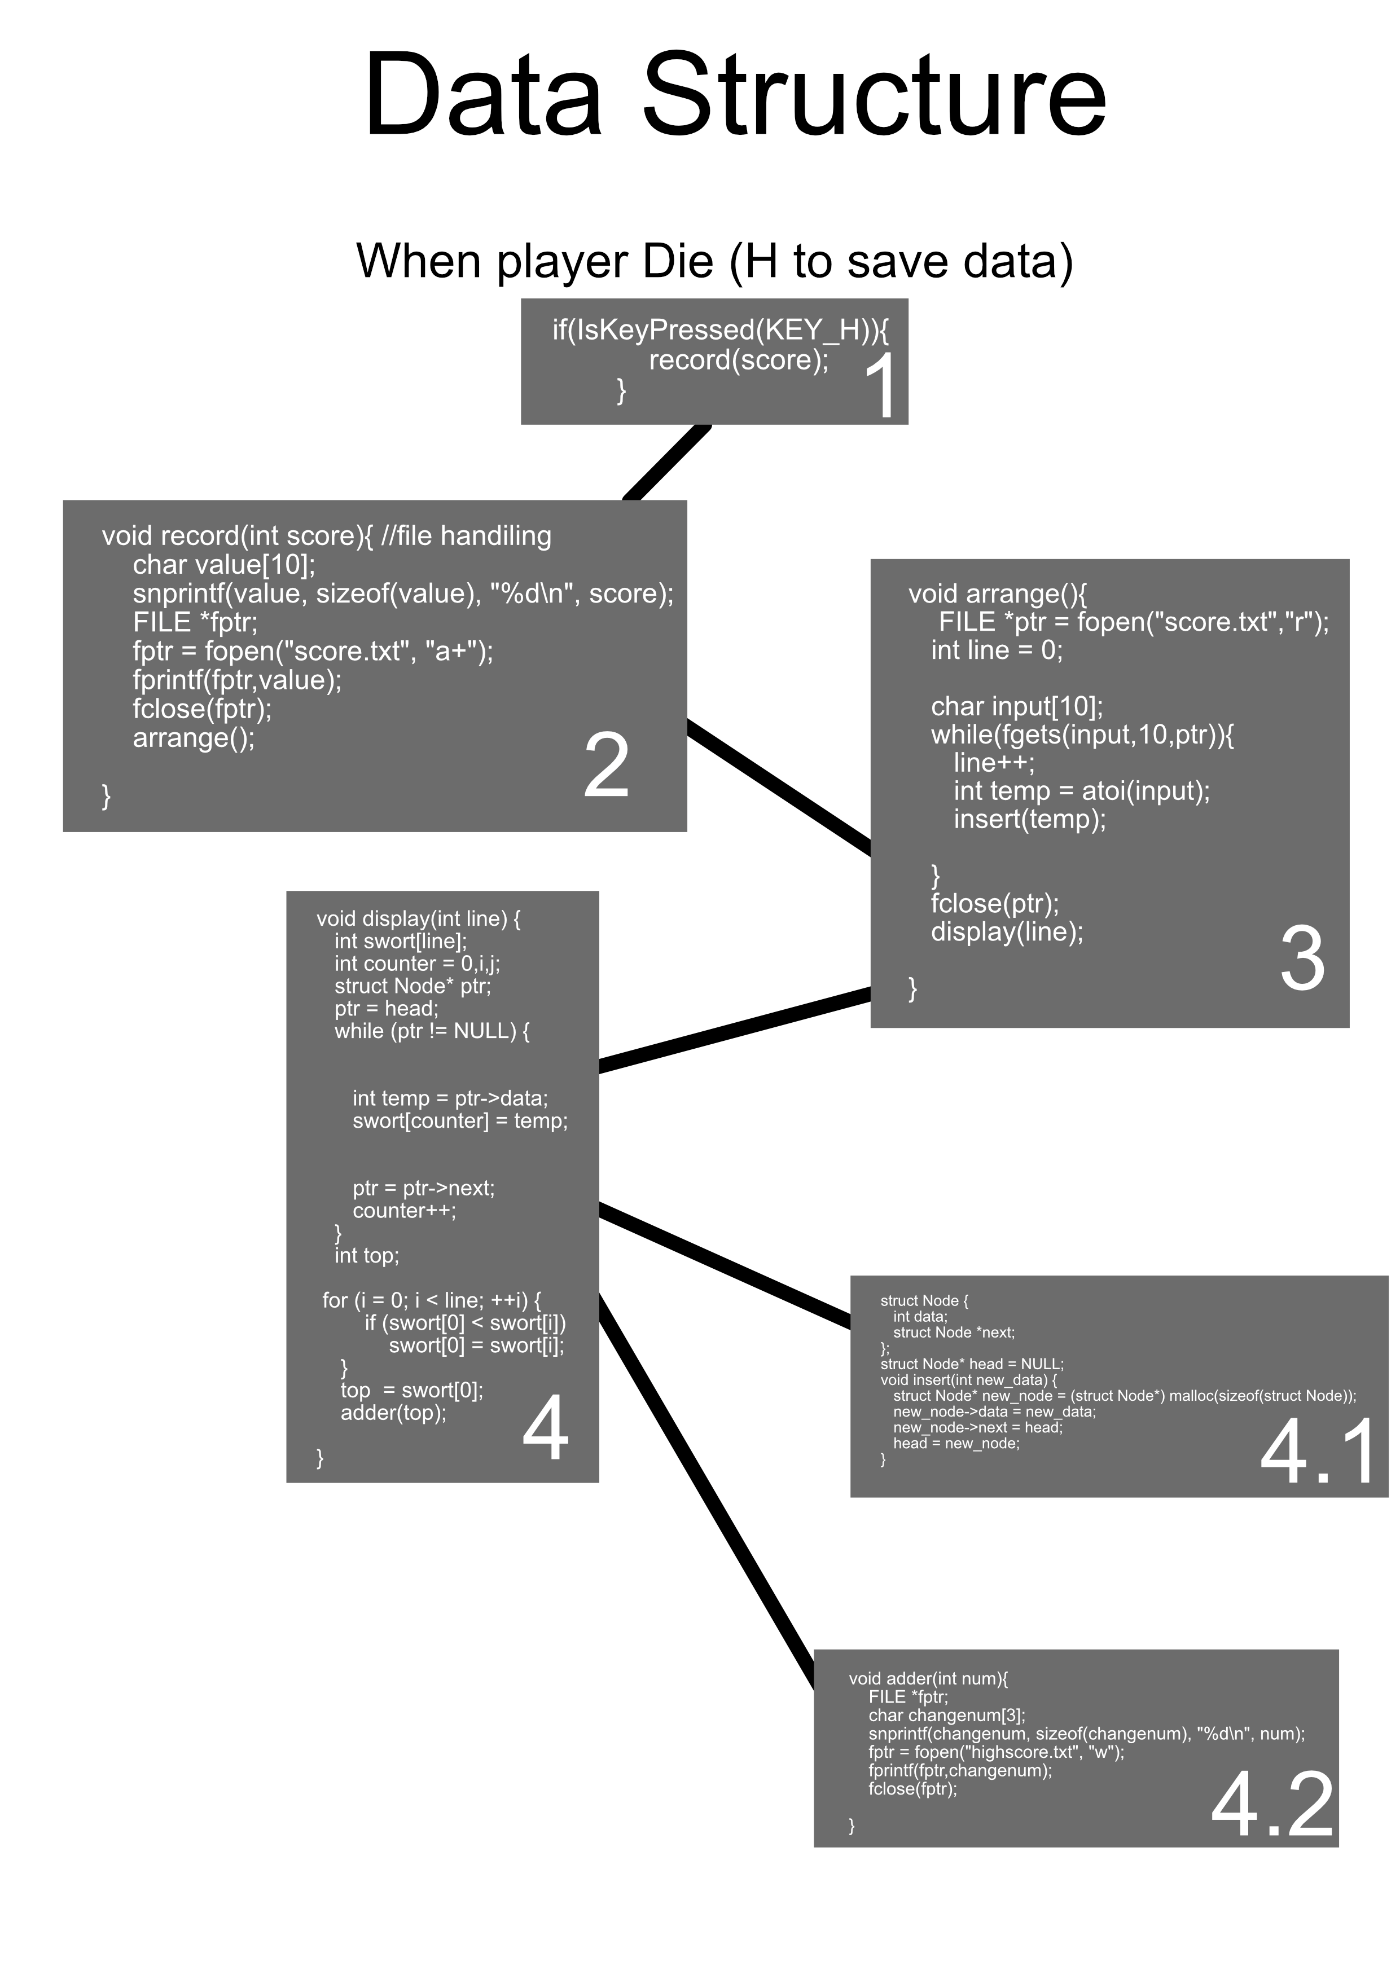 Data Structure
When player Die (H to save data)
if(IsKeyPressed(KEY_H)){
record(score);
}
1
void record(int score){ //file handiling
char value[10];
snprintf(value, sizeof(value), "%d\n", score);
FILE *fptr;
fptr = fopen("score.txt", "a+");
fprintf(fptr,value);
fclose(fptr);
arrange();
}
2
void arrange(){
FILE *ptr = fopen("score.txt","r");
int line = 0;
char input[10];
while(fgets(input,10,ptr)){
line++;
int temp = atoi(input);
insert(temp);
}
fclose(ptr);
display(line);
}
3
void display(int line) {
int swort[line];
int counter = 0,i,j;
struct Node* ptr;
ptr = head;
while (ptr != NULL) {
int temp = ptr->data;
swort[counter] = temp;
ptr = ptr->next;
counter++;
}
int top;
for (i = 0; i < line; ++i) {
if (swort[0] < swort[i])
swort[0] = swort[i];
}
top  = swort[0];
adder(top);
}
4
struct Node {
int data;
struct Node *next;
};
struct Node* head = NULL;
void insert(int new_data) {
struct Node* new_node = (struct Node*) malloc(sizeof(struct Node));
new_node->data = new_data;
new_node->next = head;
head = new_node;
}
4.1
void adder(int num){
FILE *fptr;
char changenum[3];
snprintf(changenum, sizeof(changenum), "%d\n", num);
fptr = fopen("highscore.txt", "w");
fprintf(fptr,changenum);
fclose(fptr);
}
4.2